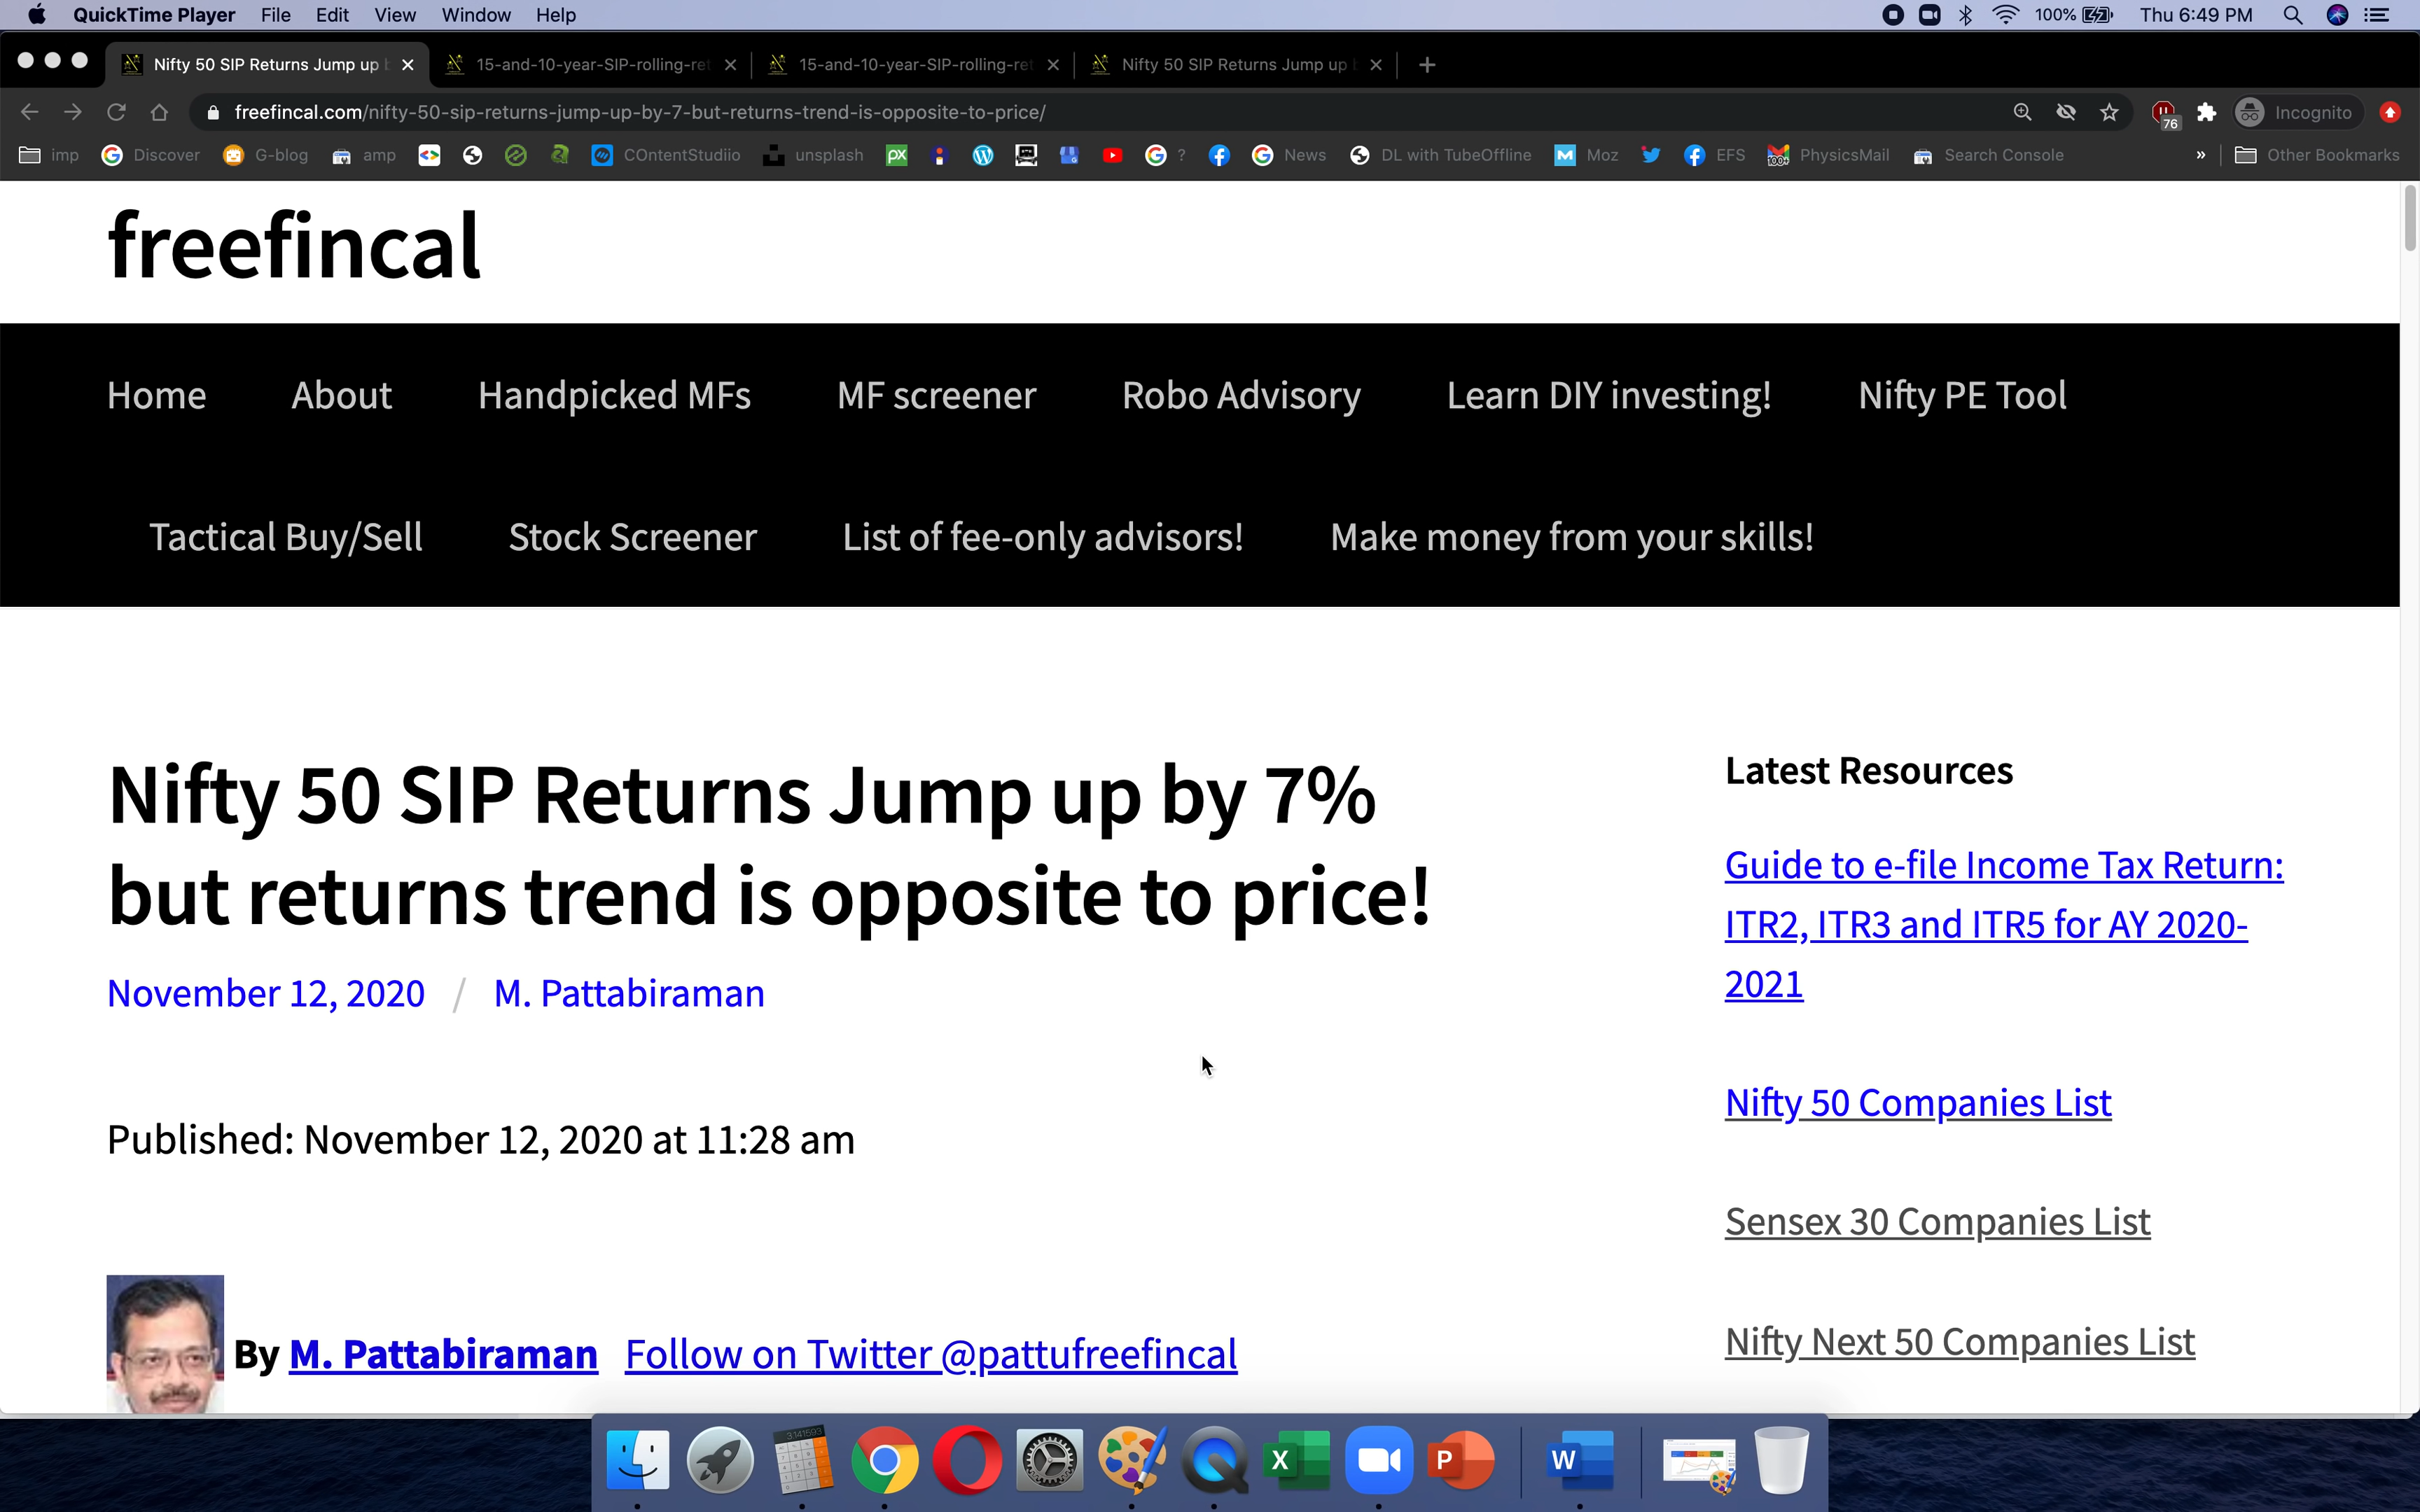 QuickTime Player File Edit View Window Help 100% Thu 6:49 PM
Nifty 50 SIP Returns Jump up 15-and-10-year-SIP-rolling-ret 15-and-10-year-SIP-rolling-ret Nifty 50 SIP Returns Jump up
freefincal.com/nifty-50-sip-returns-jump-up-by-7-but-returns-trend-is-opposite-to-price/ 76 Incognito
imp Discover G-blog amp COntentStudiio unsplash px ? News DL with TubeOffline Moz EFS PhysicsMail Search Console » Other Bookmarks
freefincal
Home About Handpicked MFs MF screener Robo Advisory Learn DIY investing! Nifty PE Tool
Tactical Buy/Sell Stock Screener List of fee-only advisors! Make money from your skills!
Nifty 50 SIP Returns Jump up by 7%
but returns trend is opposite to price!
November 12, 2020 / M. Pattabiraman
Published: November 12, 2020 at 11:28 am
By M. Pattabiraman Follow on Twitter @pattufreefincal
Latest Resources
Guide to e-file Income Tax Return:
ITR2, ITR3 and ITR5 for AY 2020-
2021
Nifty 50 Companies List
Sensex 30 Companies List
Nifty Next 50 Companies List
3.141593
X P W